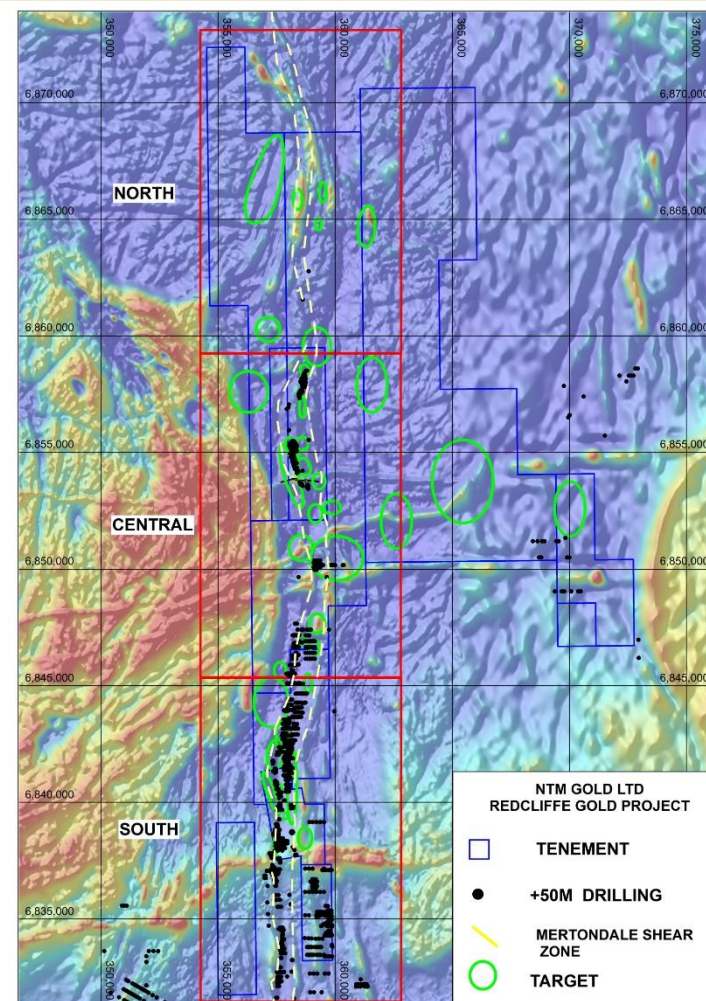 350,000
355,000
360,000
365,000
370,000
375,000
6,870,000
6,870,000
NORTH
6,865,000
6,865,000
6,860,000
6,860,000
6,855,000
6,855,000
CENTRAL
6,850,000
6,850,000
6,845,000
6,845,000
6,840,000
SOUTH
6,835,000
350,000
355,000
360,000
NTM GOLD LTD
REDCLIFFE GOLD PROJECT
TENEMENT
+50M DRILLING
MERTONDALE SHEAR
ZONE
TARGET